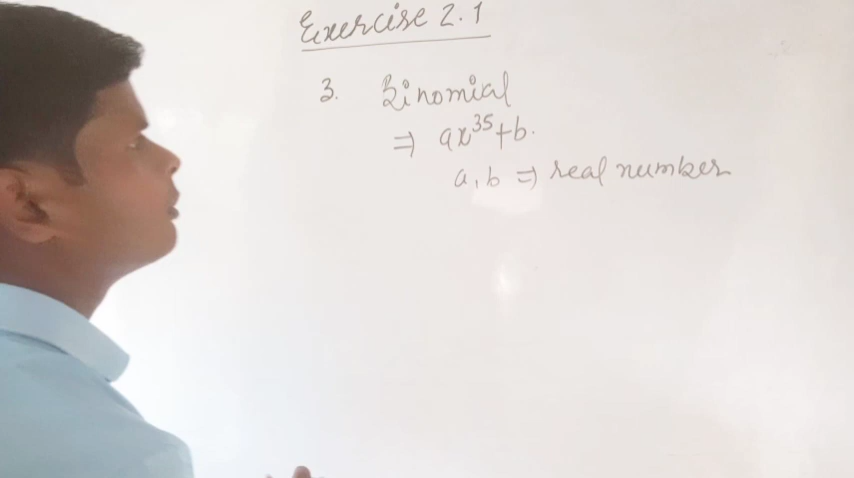 Exercise 2.1
3. Binomial
⇒ ax³⁵+b.
a, b ⇒ real number